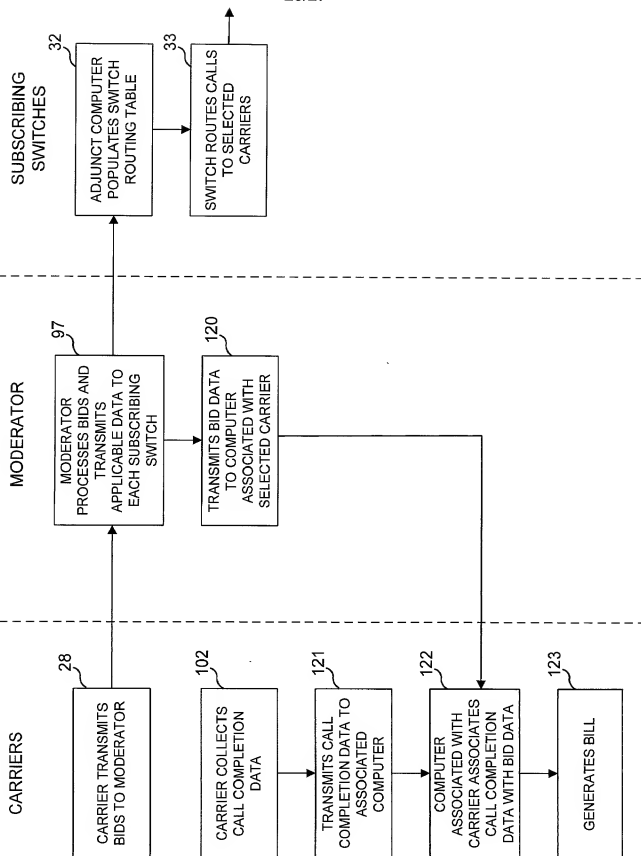 CARRIERS
28
CARRIER TRANSMITS
BIDS TO MODERATOR
102
CARRIER COLLECTS
CALL COMPLETION
DATA
121
TRANSMITS CALL
COMPLETION DATA TO
ASSOCIATED
COMPUTER
122
COMPUTER
ASSOCIATED WITH
CARRIER ASSOCIATES
CALL COMPLETION
DATA WITH BID DATA
123
GENERATES BILL
MODERATOR
97
MODERATOR
PROCESSES BIDS AND
TRANSMITS
APPLICABLE DATA TO
EACH SUBSCRIBING
SWITCH
120
TRANSMITS BID DATA
TO COMPUTER
ASSOCIATED WITH
SELECTED CARRIER
SUBSCRIBING
SWITCHES
32
ADJUNCT COMPUTER
POPULATES SWITCH
ROUTING TABLE
33
SWITCH ROUTES CALLS
TO SELECTED
CARRIERS